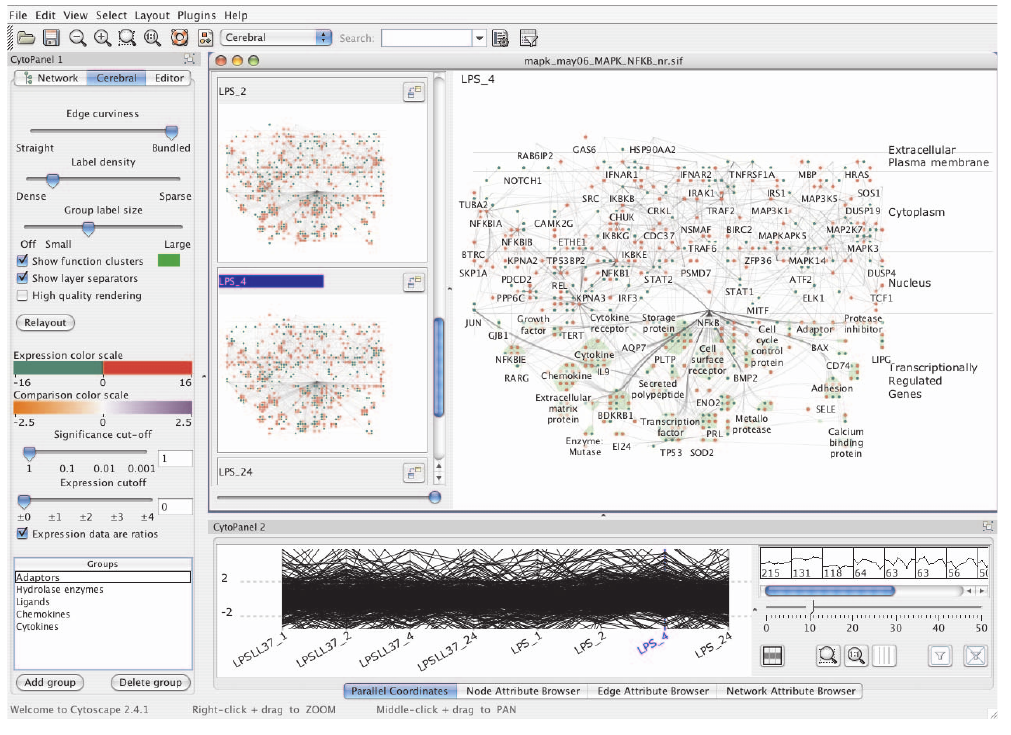 File Edit View Select Layout Plugins Help
Cerebral Search:
CytoPanel 1
mapk_may06_MAPK_NFKB_nr.sif
Network Cerebral Editor
Edge curviness
Straight Bundled
Label density
Dense Sparse
Group label size
Off Small Large
Show function clusters
Show layer separators
High quality rendering
Relayout
Expression color scale
-16 0 16
Comparison color scale
-2.5 0 2.5
Significance cut-off
1
1 0.1 0.01 0.001
Expression cutoff
0
±0 ±1 ±2 ±3 ±4
Expression data are ratios
Groups
Adaptors
Hydrolase enzymes
Ligands
Chemokines
Cytokines
Add group Delete group
LPS_2
LPS_4
LPS_24
LPS_4
GAS6 HSP90AA2 Extracellular
RAB6IP2 Plasma membrane
NOTCH1 IFNAR1 IFNAR2 TNFRSF1A MBP HRAS
SRC IKBKB IRAK1 IRS1 MAP3K5 SOS1
TUBA2 CHUK CRKL TRAF2 MAP3K1 DUSP19 Cytoplasm
NFKBIA CAMK2G NSMAF BIRC2 MAP2K7
NFKBIB ETHE1 IKBKG CDC37 MAPKAPK5
BTRC KPNA2 TP53BP2 IKBKE TRAF6 ZFP36 MAPK14 MAPK3
SKP1A PDCD2 NFKB1 STAT2 PSMD7 ATF2 DUSP4
REL STAT1 Nucleus
PPP6C KPNA3 IRF3 ELK1 TCF1
MITF
JUN Growth factor Cytokine receptor Storage protein NFKB Cell cycle control protein Adaptor Protease inhibitor
GJB1 TERT
NFKBIE Cytokine AQP7 PLTP Cell surface receptor BAX LIPG
RARG Chemokine IL9 BMP2 CD74 Transcriptionally
Regulated
Genes
Secreted polypeptide Adhesion
Extracellular matrix protein BDKRB1 ENO2 SELE
Transcription factor PRL Metallo protease
Enzyme: Mutase EI24 TP53 SOD2 Calcium binding protein
CytoPanel 2
2
-2
LPSLL37_1 LPSLL37_2 LPSLL37_4 LPSLL37_24 LPS_1 LPS_2 LPS_4 LPS_24
215 131 118 64 63 63 56
0 10 20 30 40 50
Parallel Coordinates Node Attribute Browser Edge Attribute Browser Network Attribute Browser
Welcome to Cytoscape 2.4.1 Right-click + drag to ZOOM Middle-click + drag to PAN